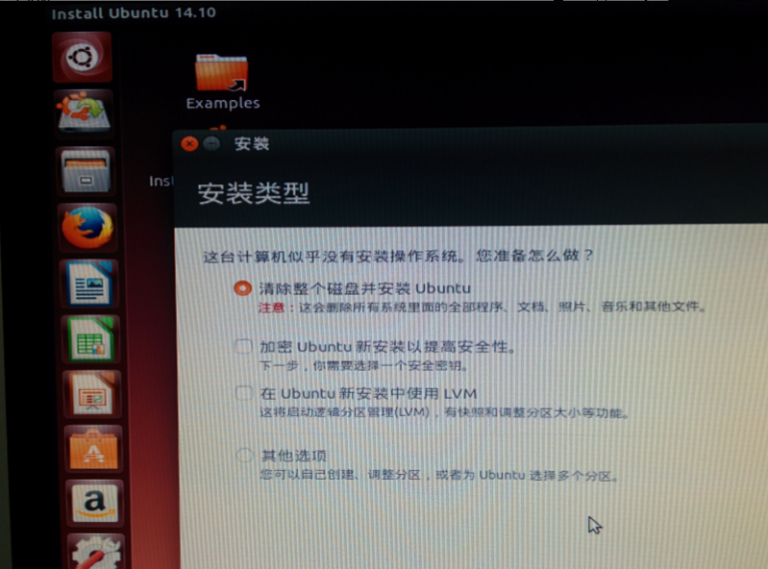 Install Ubuntu 14.10
Examples
安装
Ins
安装类型
这台计算机似乎没有安装操作系统。您准备怎么做？
清除整个磁盘并安装 Ubuntu
注意：这会删除所有系统里面的全部程序、文档、照片、音乐和其他文件。
加密 Ubuntu 新安装以提高安全性。
下一步，你需要选择一个安全密钥。
在 Ubuntu 新安装中使用 LVM
这将启动逻辑分区管理(LVM)，有快照和调整分区大小等功能。
其他选项
您可以自己创建、调整分区，或者为 Ubuntu 选择多个分区。
a